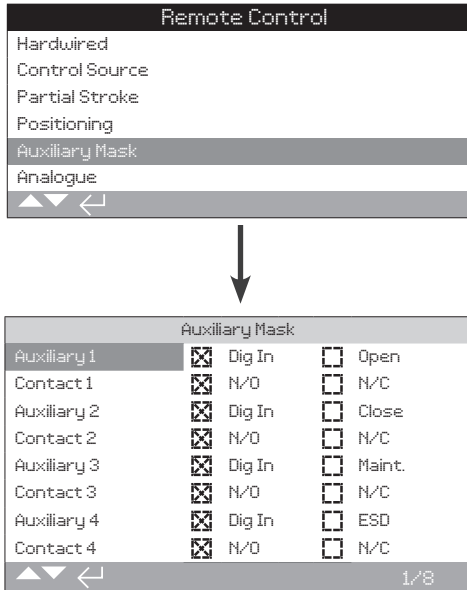 Remote Control
Hardwired
Control Source
Partial Stroke
Positioning
Auxiliary Mask
Analogue
Auxiliary Mask
Auxiliary 1 Dig In Open
Contact 1 N/O N/C
Auxiliary 2 Dig In Close
Contact 2 N/O N/C
Auxiliary 3 Dig In Maint.
Contact 3 N/O N/C
Auxiliary 4 Dig In ESD
Contact 4 N/O N/C
1/8